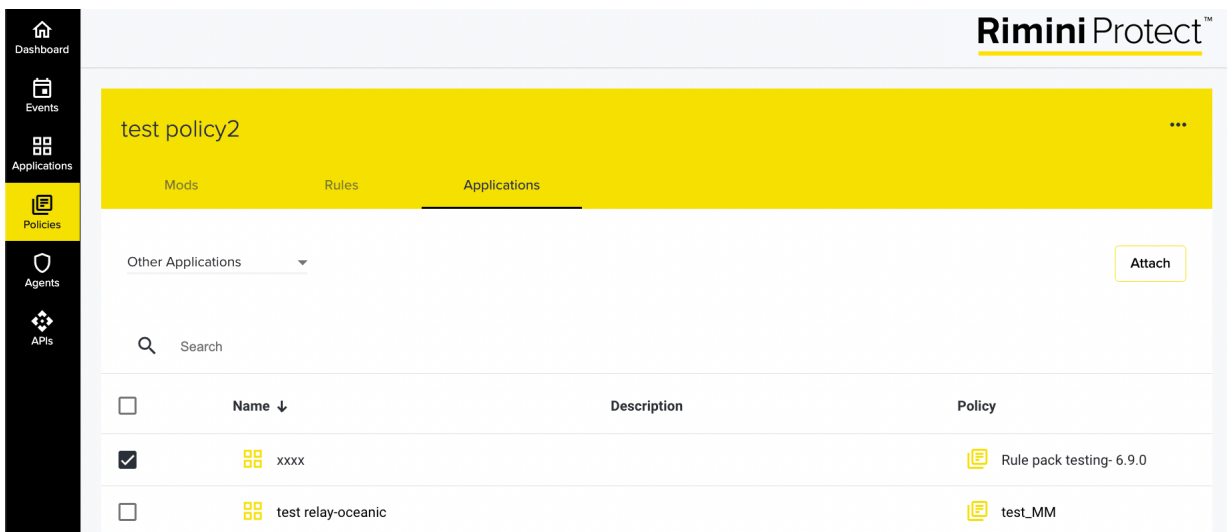 Dashboard
Events
Applications
Policies
Agents
APIs
Rimini Protect™
test policy2
Mods Rules Applications
Other Applications
Attach
Search
Name Description Policy
xxxx Rule pack testing- 6.9.0
test relay-oceanic test_MM